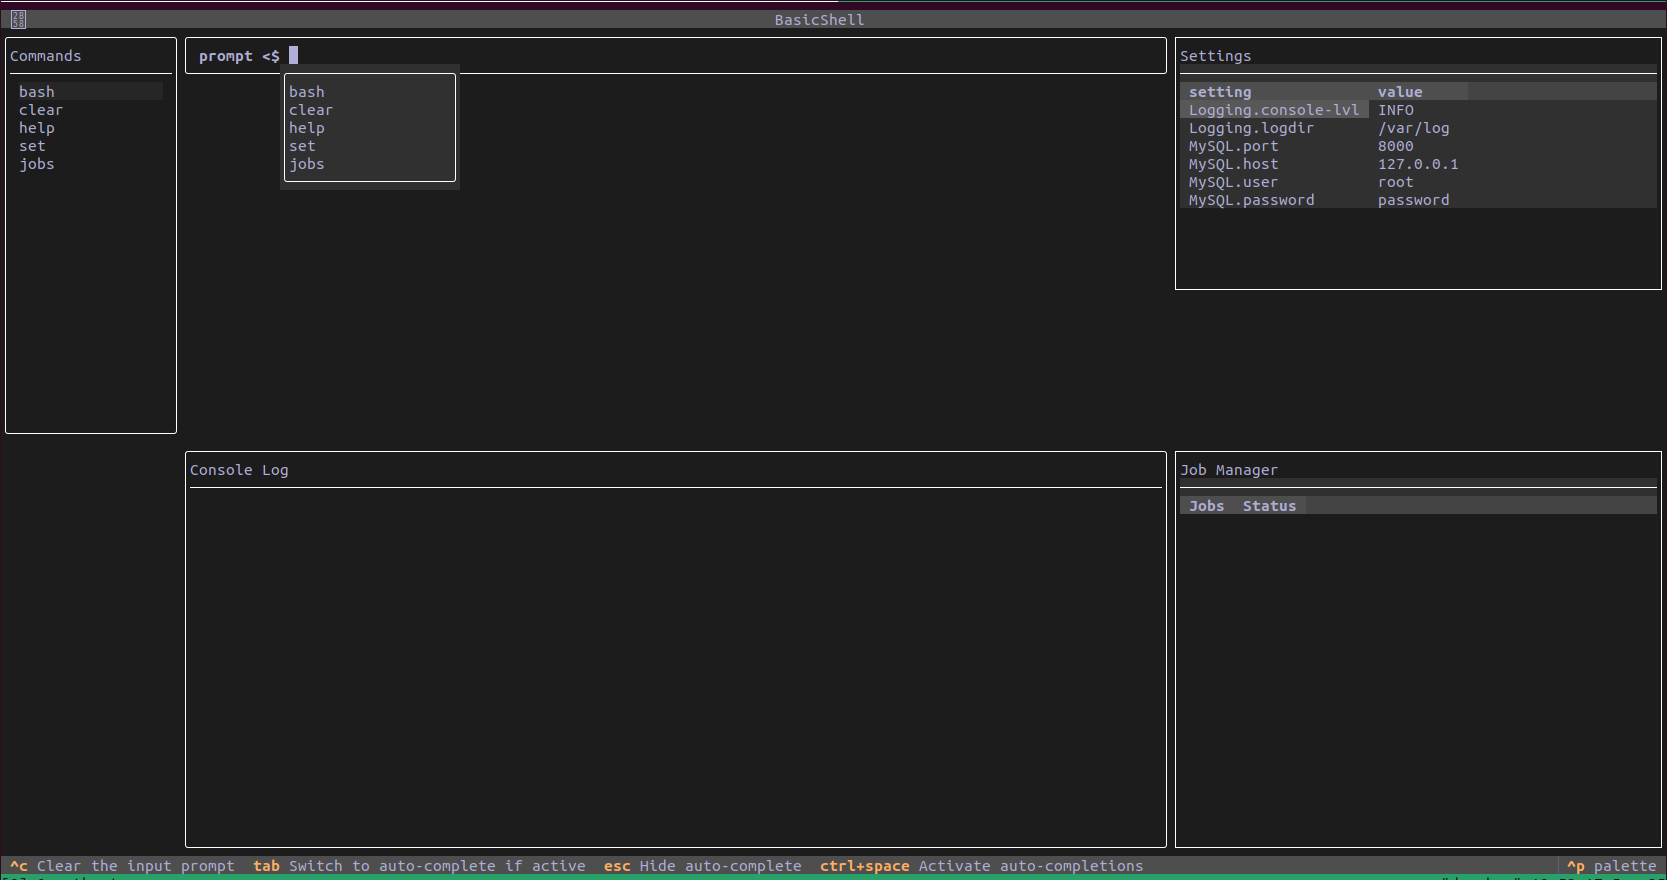 BasicShell
Commands
bash
clear
help
set
jobs
prompt <$
bash
clear
help
set
jobs
Settings
setting value
Logging.console-lvl INFO
Logging.logdir /var/log
MySQL.port 8000
MySQL.host 127.0.0.1
MySQL.user root
MySQL.password password
Console Log
Job Manager
Jobs Status
^c Clear the input prompt tab Switch to auto-complete if active esc Hide auto-complete ctrl+space Activate auto-completions ^p palette